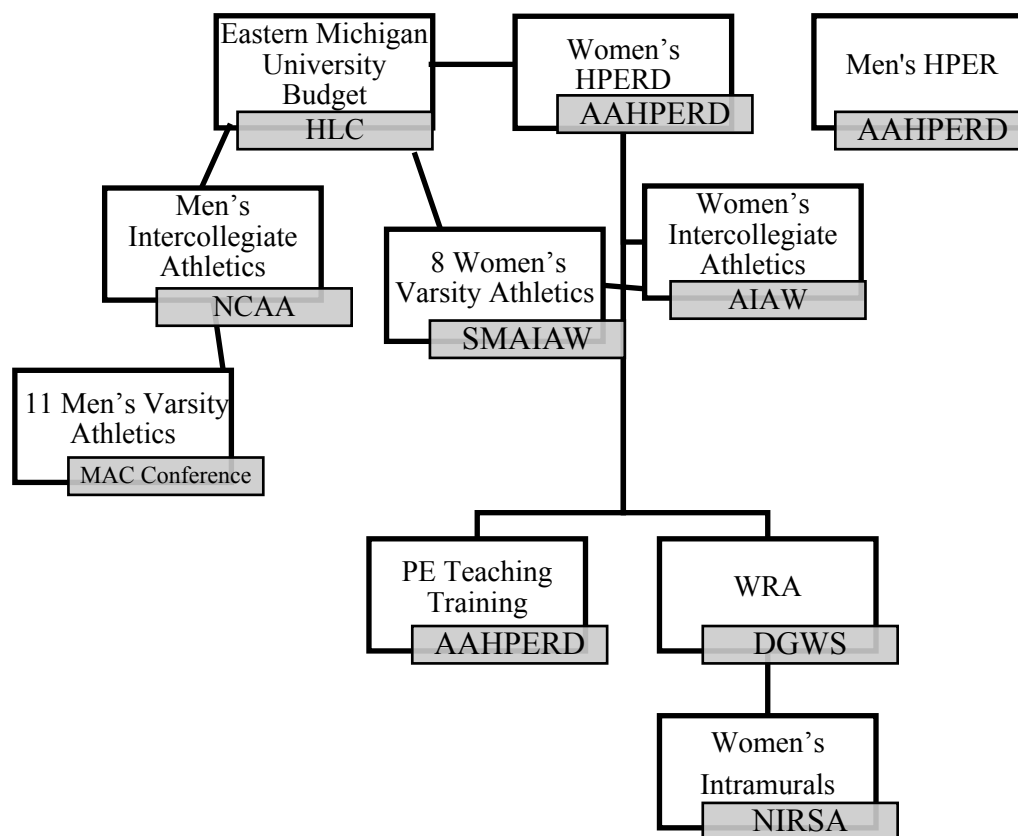 Eastern Michigan
University
Budget
HLC
Women’s
HPERD
AAHPERD
Men's HPER
AAHPERD
Men’s
Intercollegiate
Athletics
NCAA
8 Women’s
Varsity Athletics
SMAIAW
Women’s
Intercollegiate
Athletics
AIAW
11 Men’s Varsity
Athletics
MAC Conference
PE Teaching
Training
AAHPERD
WRA
DGWS
Women’s
Intramurals
NIRSA